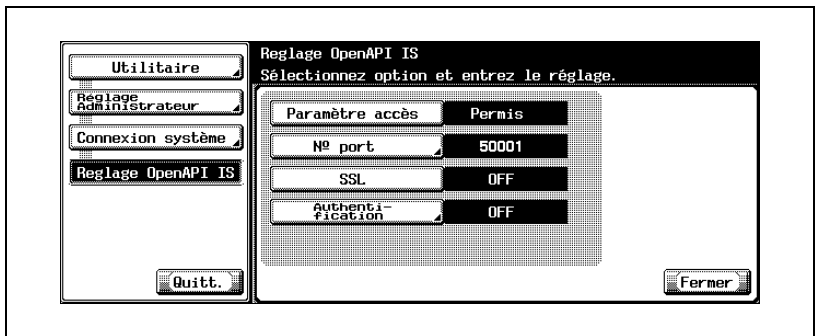 Utilitaire
Réglage
Administrateur
Connexion système
Reglage OpenAPI IS
Quitt.
Reglage OpenAPI IS
Sélectionnez option et entrez le réglage.
Paramètre accès
Permis
Nº port
50001
SSL
OFF
Authenti-
fication
OFF
Fermer